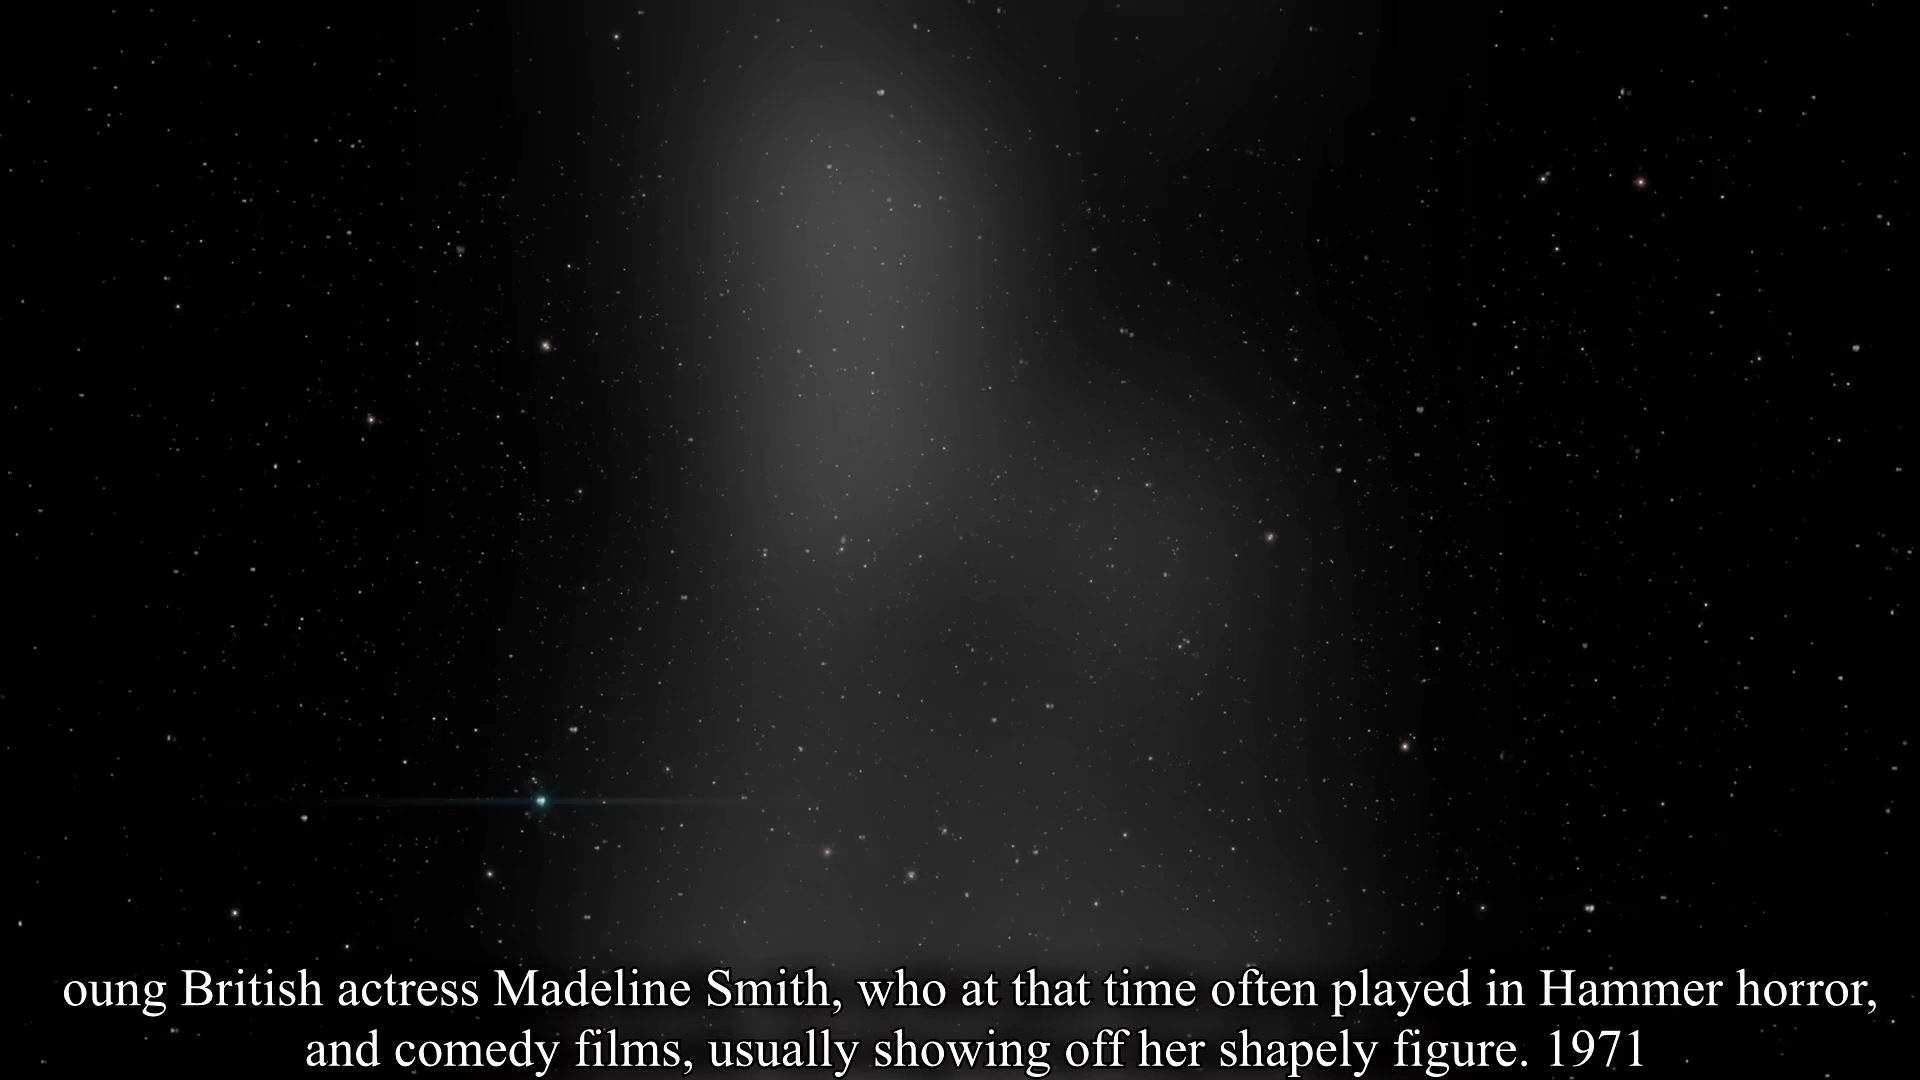 oung British actress Madeline Smith, who at that time often played in Hammer horror,
and comedy films, usually showing off her shapely figure. 1971